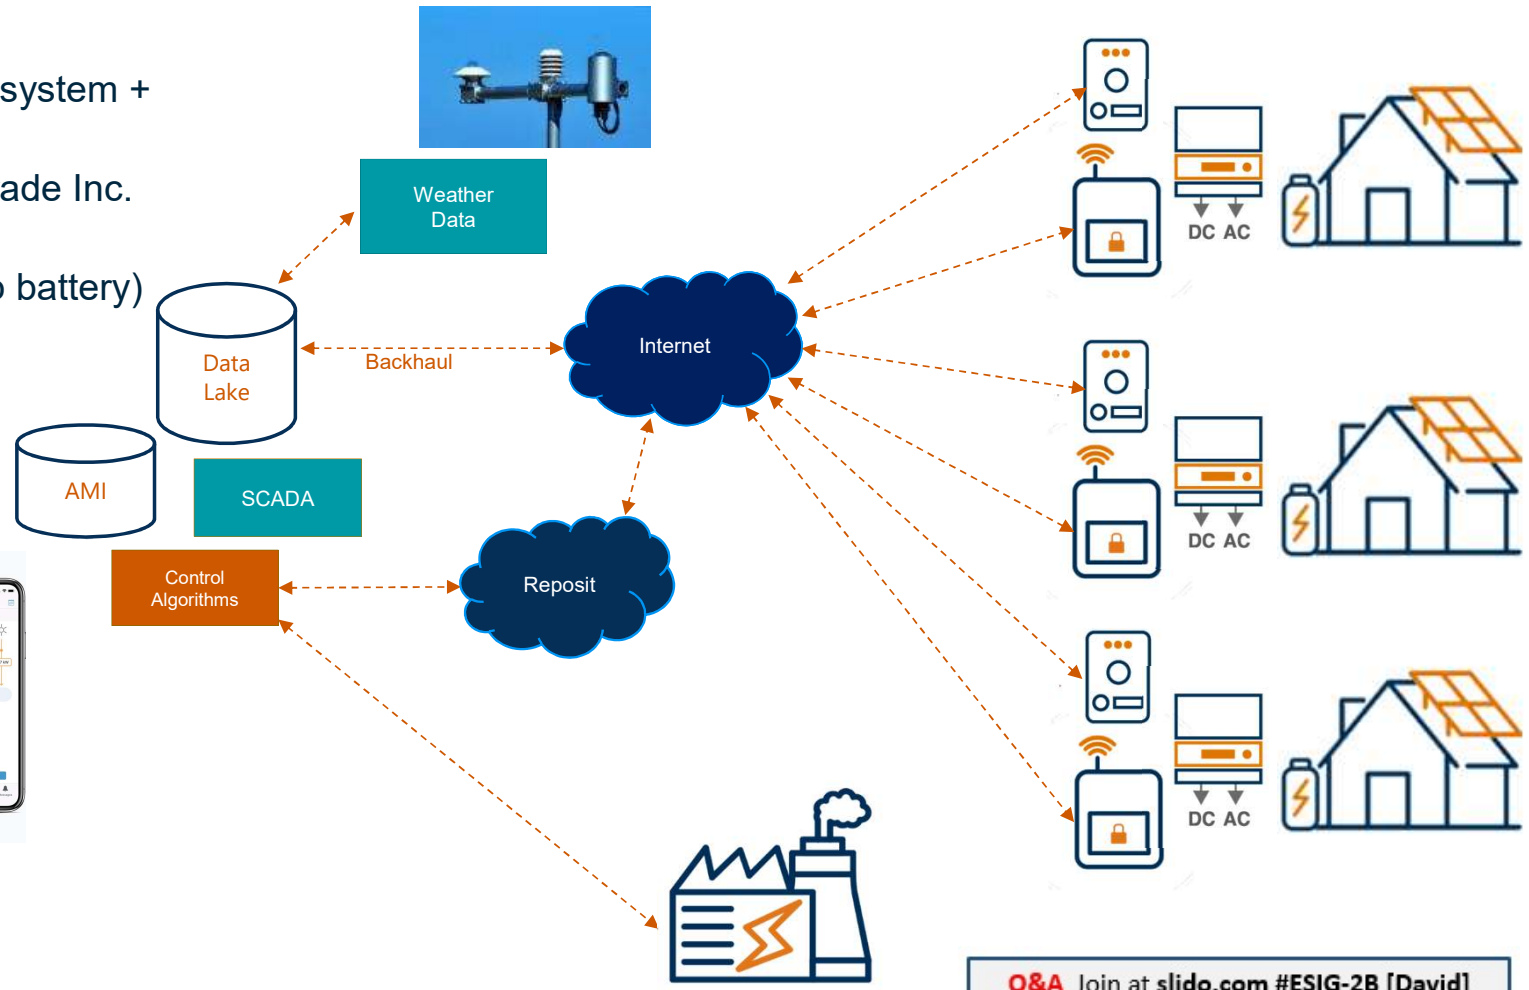 system +
ade Inc.
battery)
Weather
Data
Data
Lake
Backhaul
Internet
AMI
SCADA
Control
Algorithms
Reposit
DC AC
DC AC
DC AC
Q&A Join at slido.com #ESIG-2B [David]